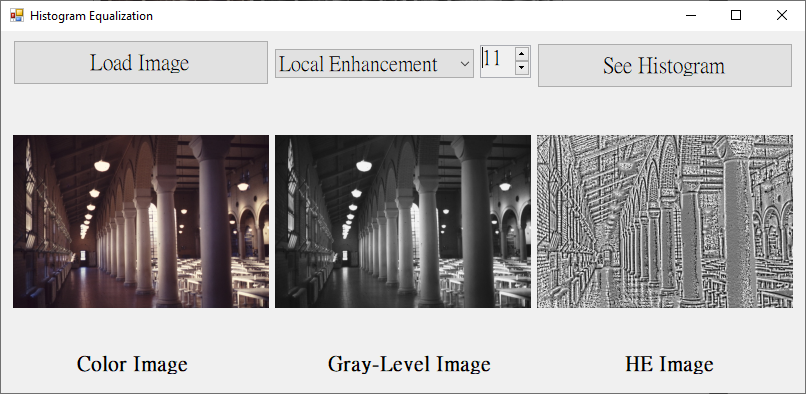 Histogram Equalization
Load Image
Local Enhancement
11
See Histogram
Color Image
Gray-Level Image
HE Image